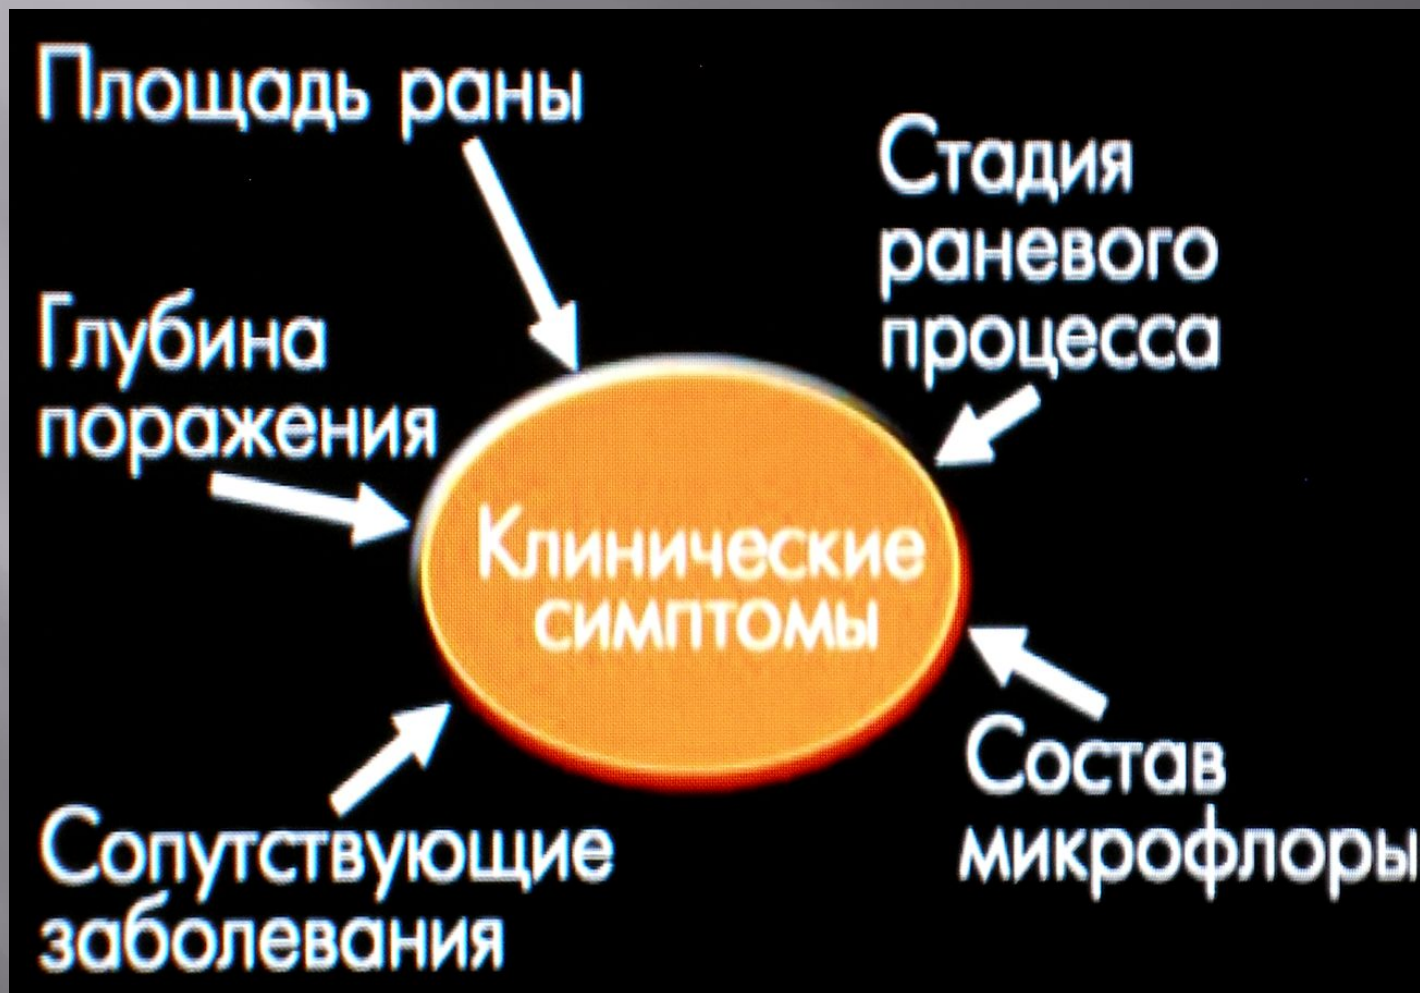 Площадь раны
Стадия
раневого
процесса
Глубина
поражения
Клинические
симптомы
Состав
микрофлоры
Сопутствующие
заболевания